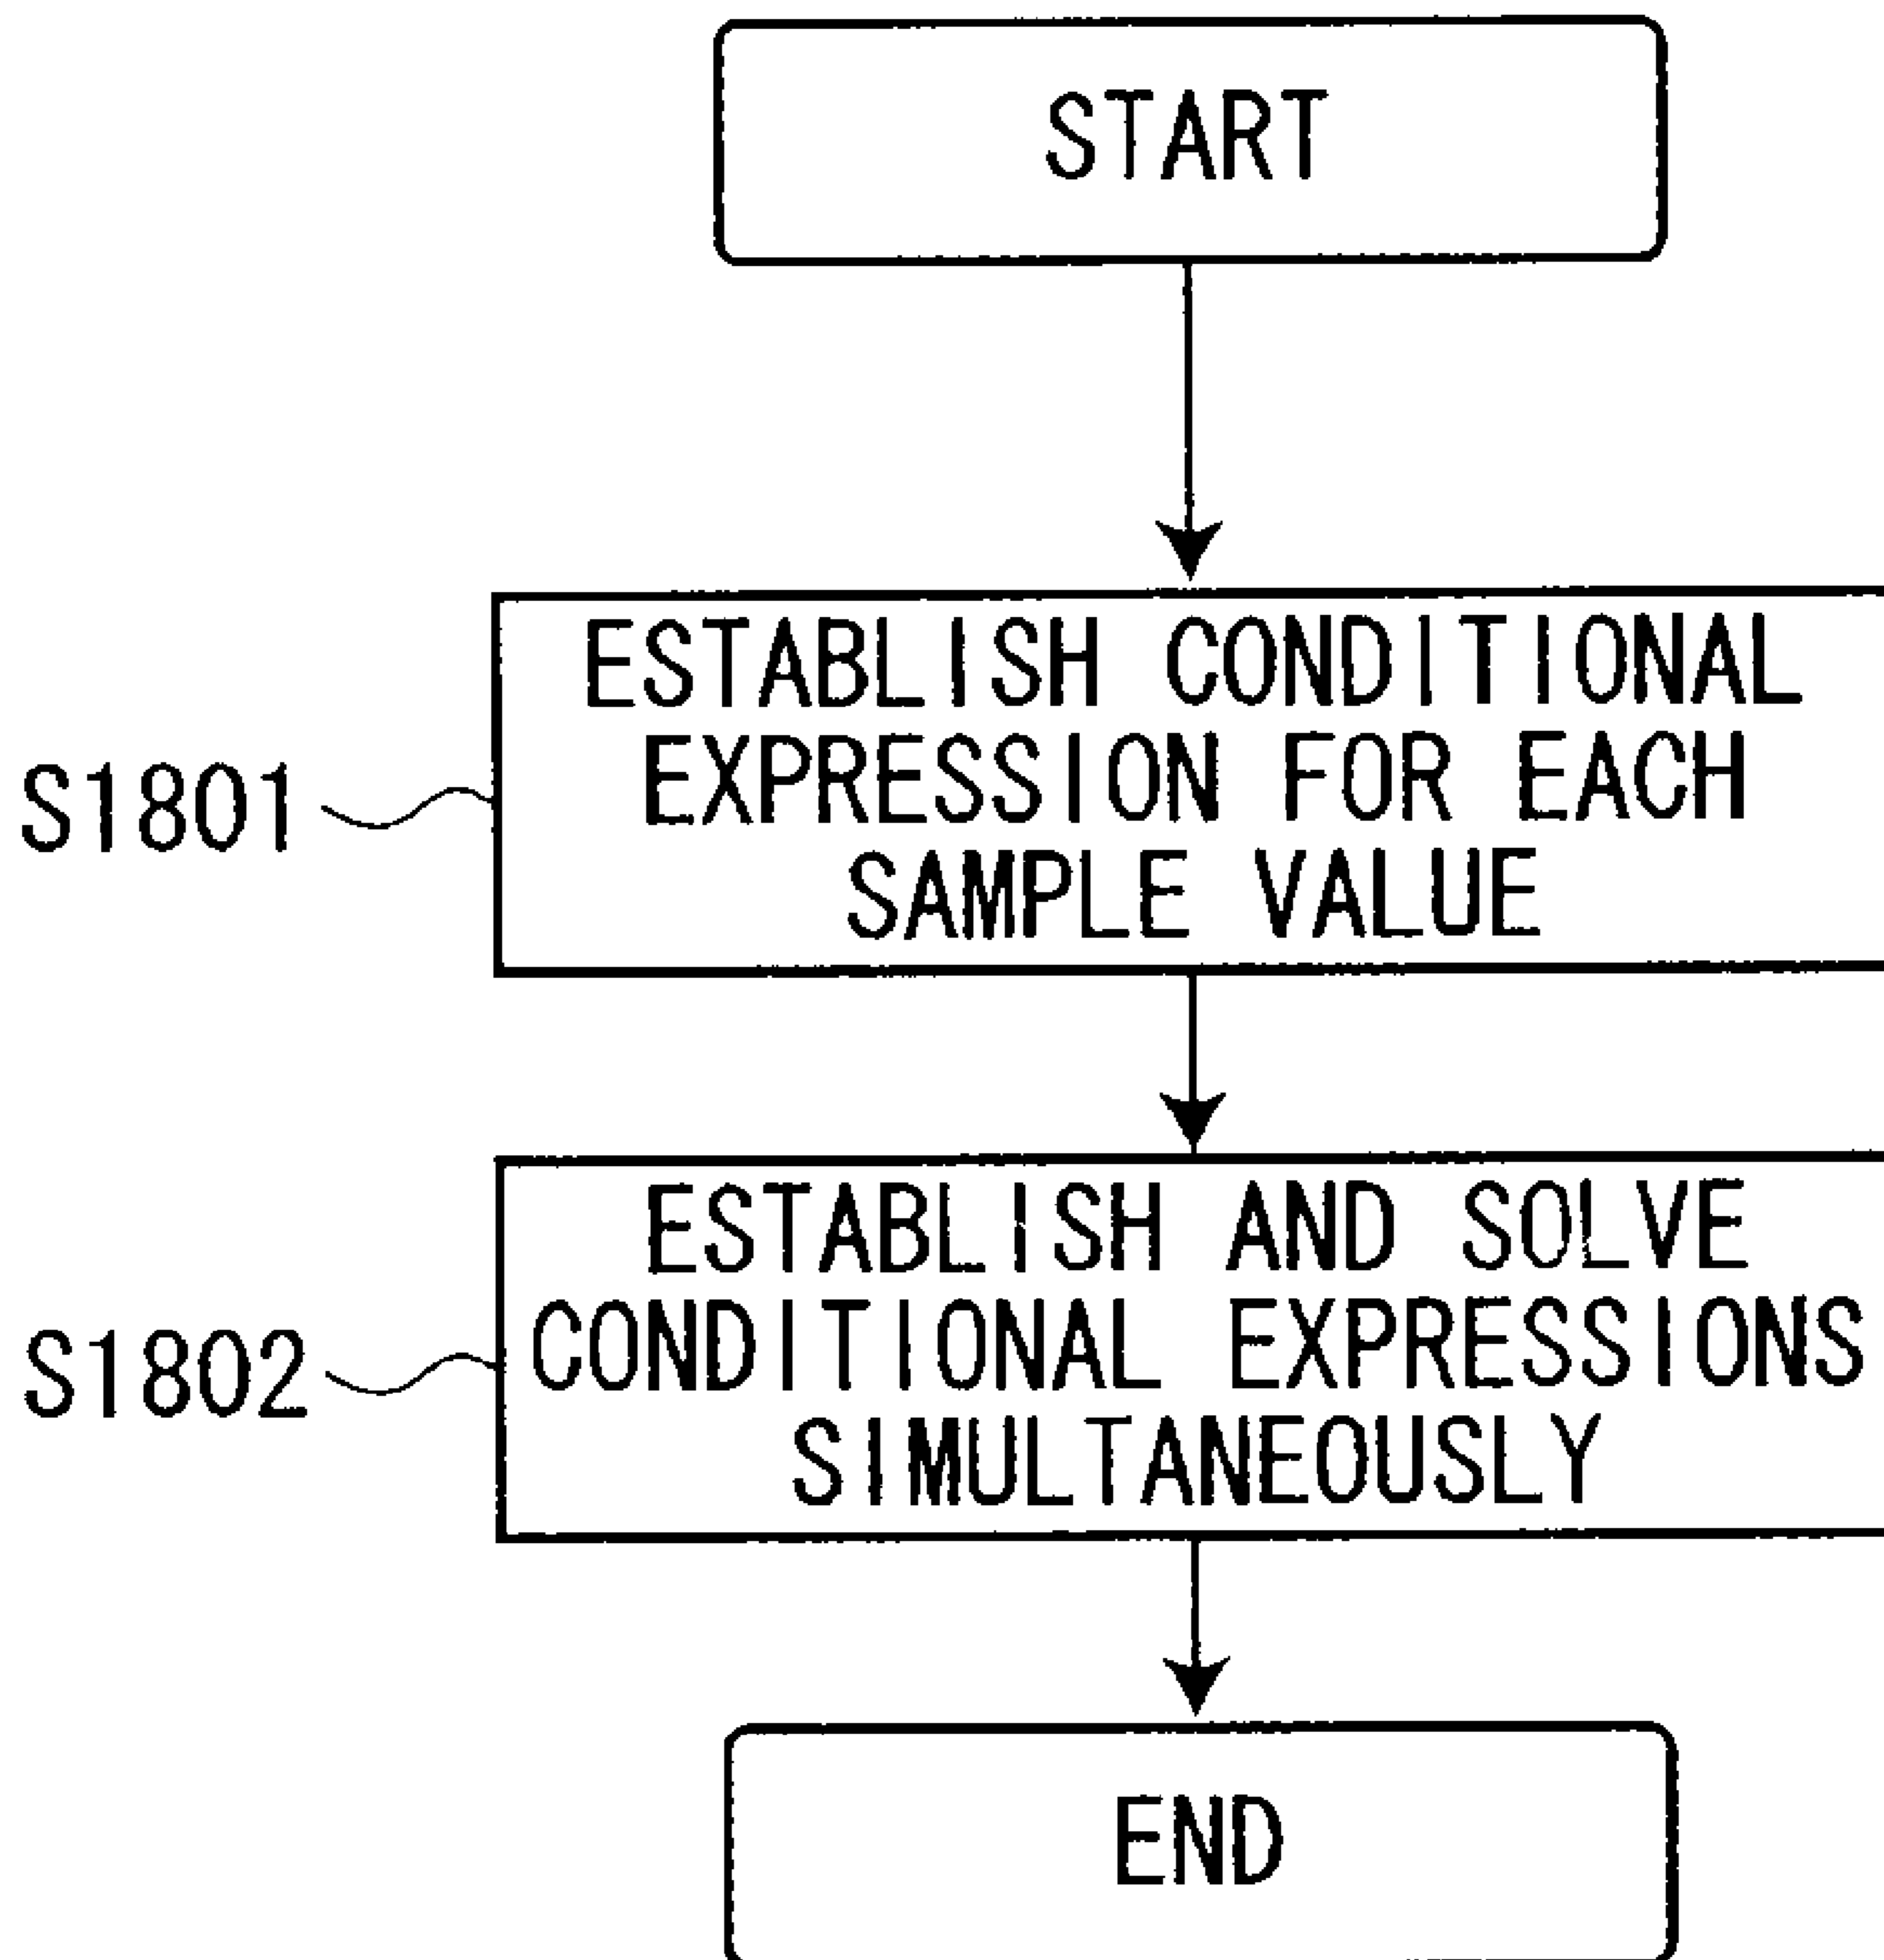 START
ESTABLISH CONDITIONAL
EXPRESSION FOR EACH
SAMPLE VALUE
S1801
ESTABLISH AND SOLVE
CONDITIONAL EXPRESSIONS
SIMULTANEOUSLY
S1802
END